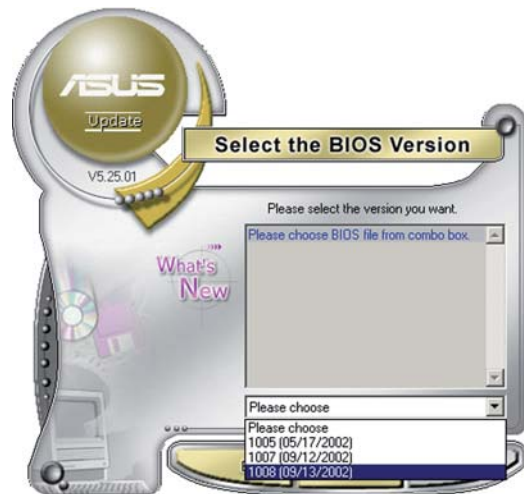 ASUS
Update
V5.25.01
Select the BIOS Version
Please select the version you want.
Please choose BIOS file from combo box.
What's
New
Please choose
Please choose
1005 (05/17/2002)
1007 (09/12/2002)
1008 (09/13/2002)